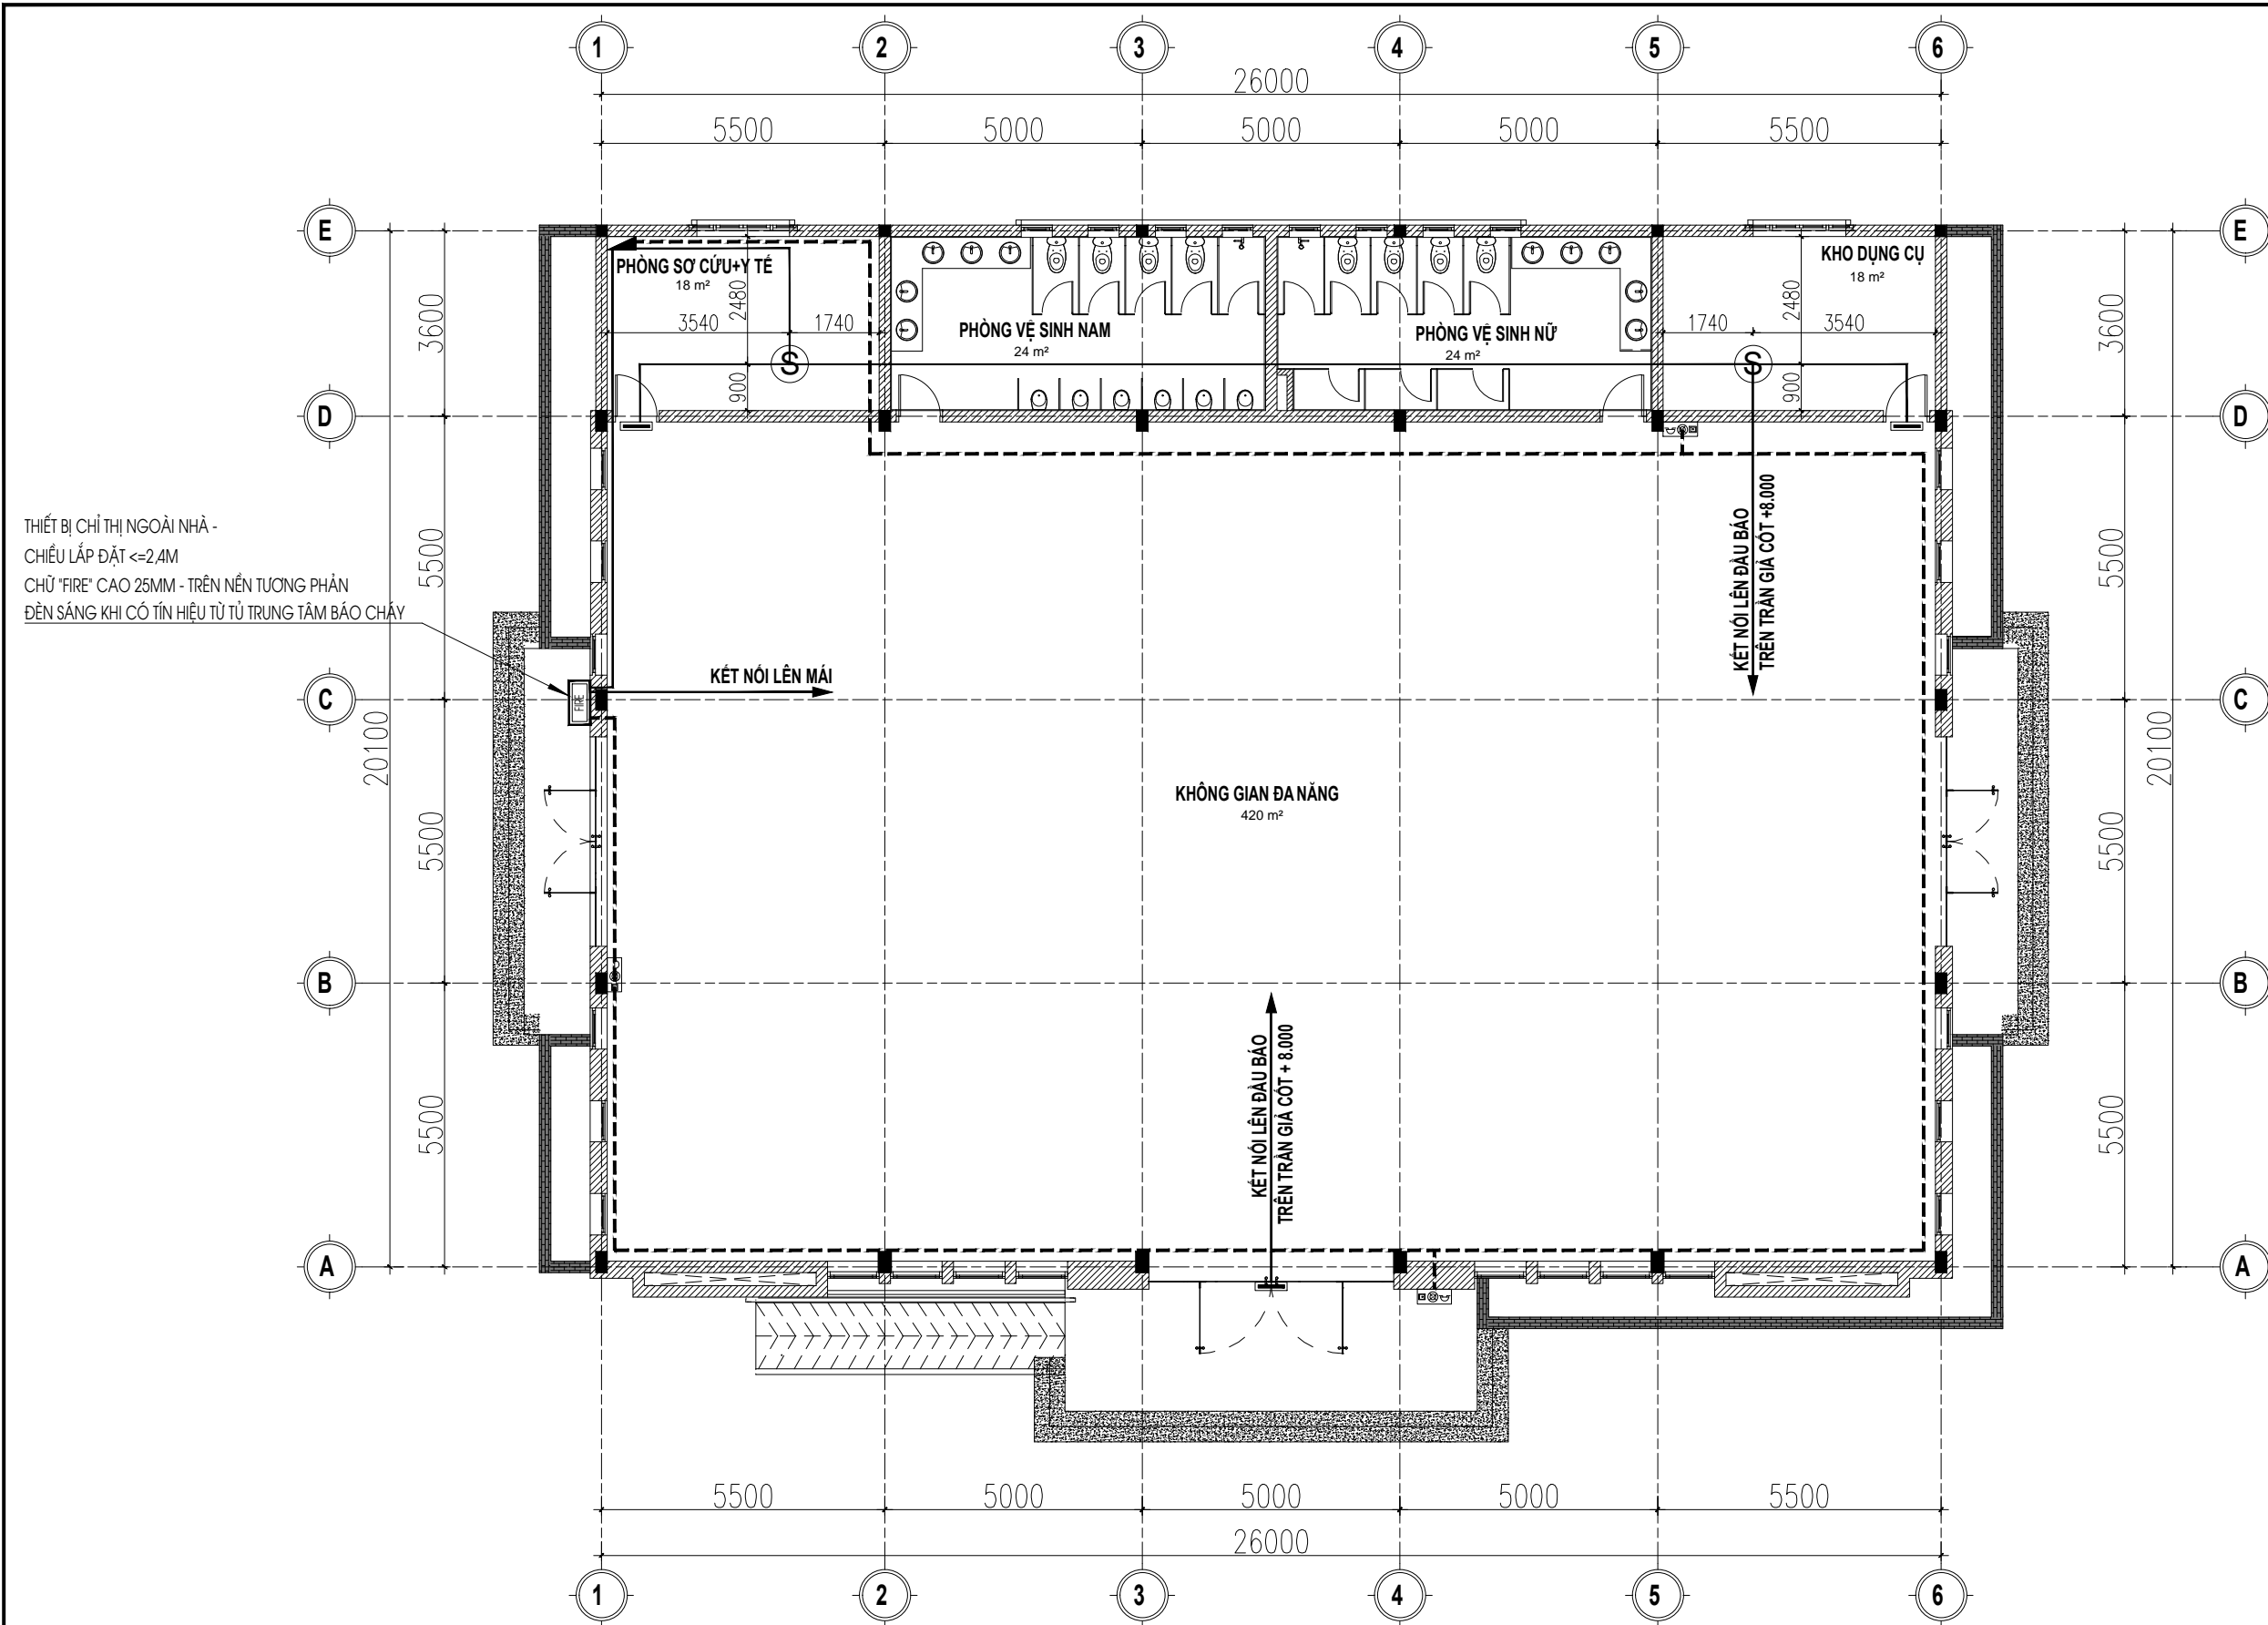 1 2 3 4 5 6
26000
5500 5000 5000 5000 5500
E E
PHÒNG SƠ CỨU+Y TẾ
18 m²
KHO DỤNG CỤ
18 m²
3600 2480 2480 3600
3540 1740 1740 3540
PHÒNG VỆ SINH NAM
24 m²
PHÒNG VỆ SINH NỮ
24 m²
S S
900 900
D D
THIẾT BỊ CHỈ THỊ NGOÀI NHÀ -
CHIỀU LẮP ĐẶT <=2,4M
CHỮ "FIRE" CAO 25MM - TRÊN NỀN TƯƠNG PHẢN
ĐÈN SÁNG KHI CÓ TÍN HIỆU TỪ TỦ TRUNG TÂM BÁO CHÁY
5500 5500
KẾT NỐI LÊN ĐẦU BÁO
TRÊN TRẦN GIẢ CỐT +8.000
KẾT NỐI LÊN MÁI
FIRE
C C
20100 20100
KHÔNG GIAN ĐA NĂNG
420 m²
5500 5500
B B
KẾT NỐI LÊN ĐẦU BÁO
TRÊN TRẦN GIẢ CỐT + 8.000
5500 5500
A A
5500 5000 5000 5000 5500
26000
1 2 3 4 5 6